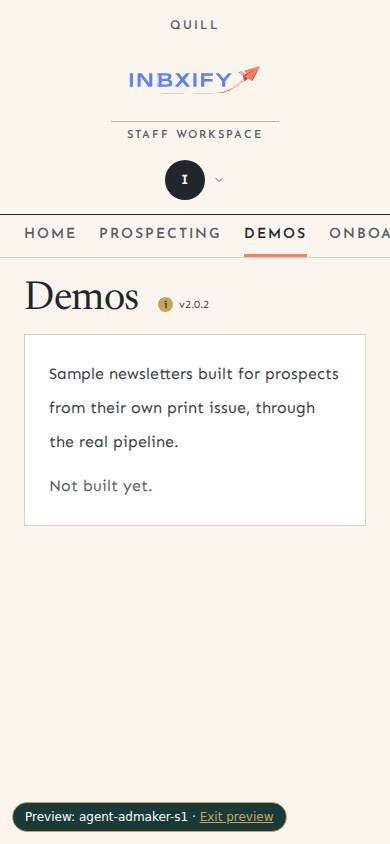 QUILL
INBXIFY
STAFF WORKSPACE
I
HOME PROSPECTING DEMOS ONBOA
Demos i v2.0.2
Sample newsletters built for prospects
from their own print issue, through
the real pipeline.
Not built yet.
Preview: agent-admaker-s1 · Exit preview